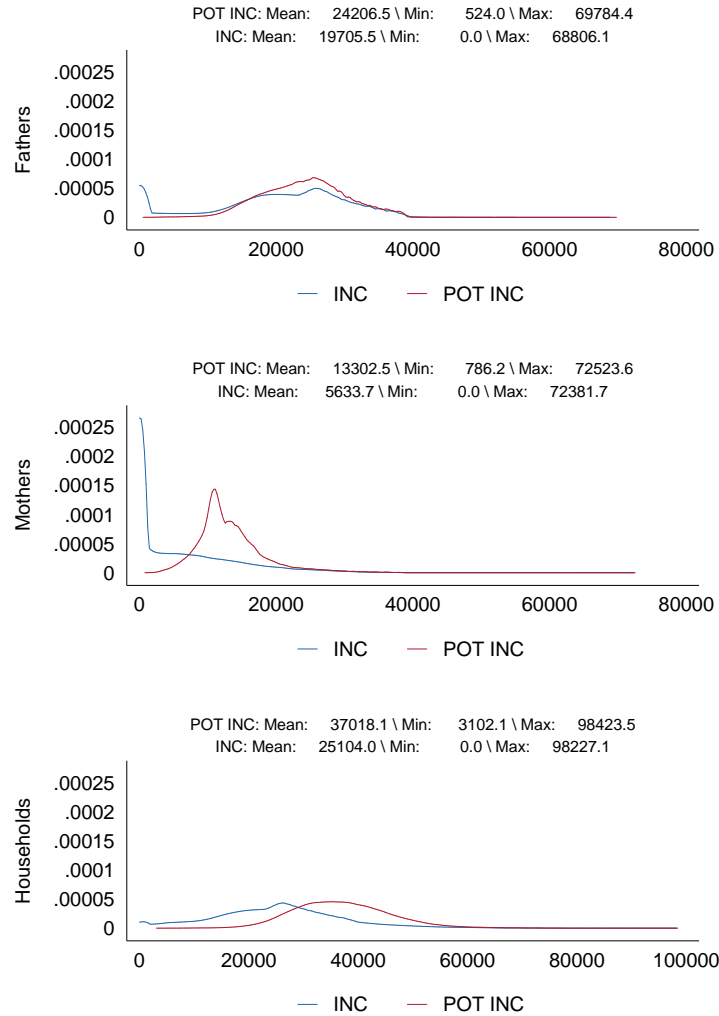 POT INC: Mean: 24206.5 \ Min: 524.0 \ Max: 69784.4
INC: Mean: 19705.5 \ Min: 0.0 \ Max: 68806.1
Fathers
.00025
.0002
.00015
.0001
.00005
0
0 20000 40000 60000 80000
INC POT INC
POT INC: Mean: 13302.5 \ Min: 786.2 \ Max: 72523.6
INC: Mean: 5633.7 \ Min: 0.0 \ Max: 72381.7
Mothers
.00025
.0002
.00015
.0001
.00005
0
0 20000 40000 60000 80000
INC POT INC
POT INC: Mean: 37018.1 \ Min: 3102.1 \ Max: 98423.5
INC: Mean: 25104.0 \ Min: 0.0 \ Max: 98227.1
Households
.00025
.0002
.00015
.0001
.00005
0
0 20000 40000 60000 80000 100000
INC POT INC